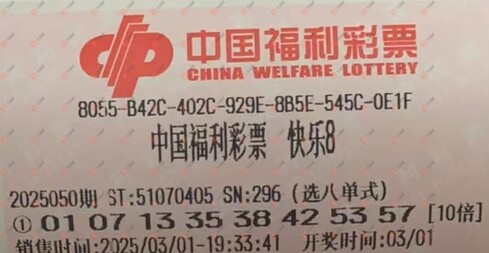 中国福利彩票
CHINA WELFARE LOTTERY
8055-B42C-402C-929E-8B5E-545C-0E1F
中国福利彩票 快乐8
2025050期 ST:51070405 SN:296 (选八单式)
① 01 07 13 35 38 42 53 57 [10倍]
销售时间:2025/03/01-19:33:41 开奖时间:03/01